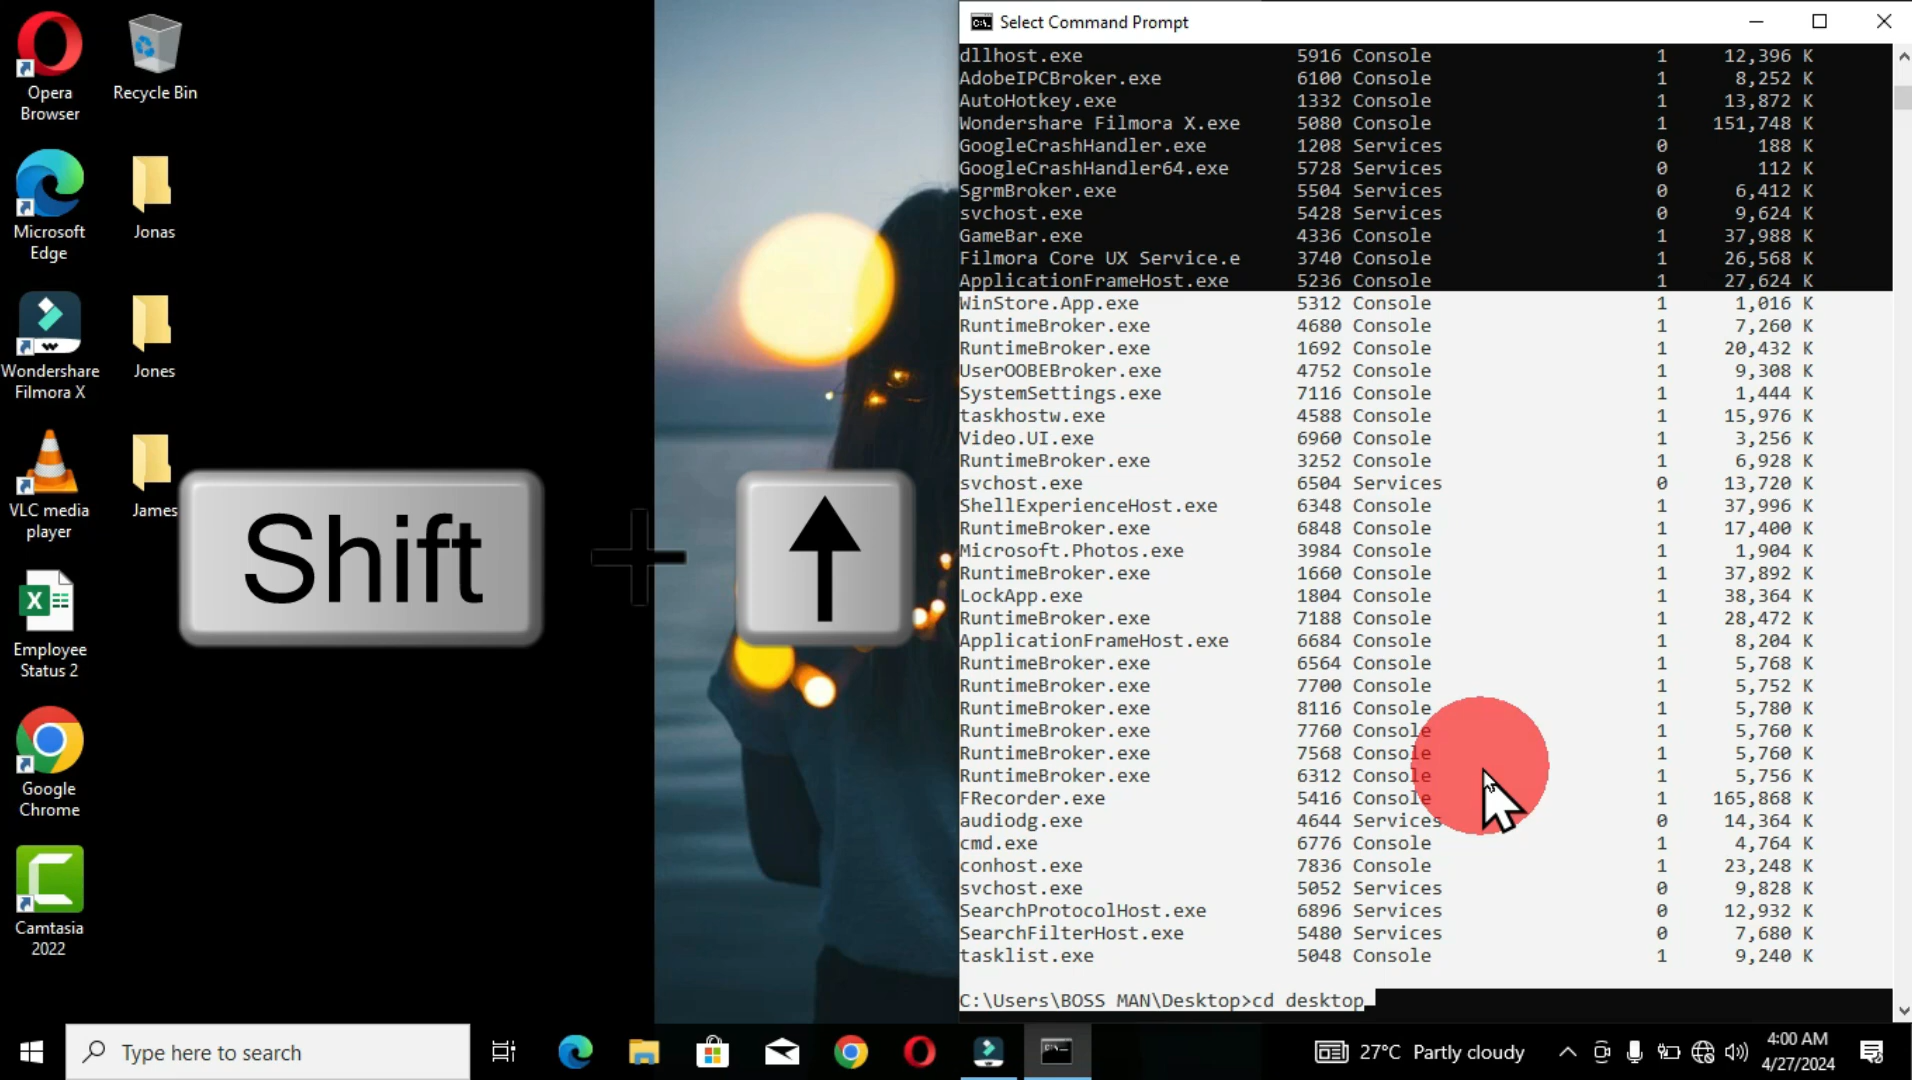 Opera
Browser
Recycle Bin
Microsoft
Edge
Jonas
Wondershare
Filmora X
Jones
VLC media
player
James
Employee
Status 2
Google
Chrome
Camtasia
2022
Shift
+
↑
Select Command Prompt
dllhost.exe 5916 Console 1 12,396 K
AdobeIPCBroker.exe 6100 Console 1 8,252 K
AutoHotkey.exe 1332 Console 1 13,872 K
Wondershare Filmora X.exe 5080 Console 1 151,748 K
GoogleCrashHandler.exe 1208 Services 0 188 K
GoogleCrashHandler64.exe 5728 Services 0 112 K
SgrmBroker.exe 5504 Services 0 6,412 K
svchost.exe 5428 Services 0 9,624 K
GameBar.exe 4336 Console 1 37,988 K
Filmora Core UX Service.e 3740 Console 1 26,568 K
ApplicationFrameHost.exe 5236 Console 1 27,624 K
WinStore.App.exe 5312 Console 1 1,016 K
RuntimeBroker.exe 4680 Console 1 7,260 K
RuntimeBroker.exe 1692 Console 1 20,432 K
UserOOBEBroker.exe 4752 Console 1 9,308 K
SystemSettings.exe 7116 Console 1 1,444 K
taskhostw.exe 4588 Console 1 15,976 K
Video.UI.exe 6960 Console 1 3,256 K
RuntimeBroker.exe 3252 Console 1 6,928 K
svchost.exe 6504 Services 0 13,720 K
ShellExperienceHost.exe 6348 Console 1 37,996 K
RuntimeBroker.exe 6848 Console 1 17,400 K
Microsoft.Photos.exe 3984 Console 1 1,904 K
RuntimeBroker.exe 1660 Console 1 37,892 K
LockApp.exe 1804 Console 1 38,364 K
RuntimeBroker.exe 7188 Console 1 28,472 K
ApplicationFrameHost.exe 6684 Console 1 8,204 K
RuntimeBroker.exe 6564 Console 1 5,768 K
RuntimeBroker.exe 7700 Console 1 5,752 K
RuntimeBroker.exe 8116 Console 1 5,780 K
RuntimeBroker.exe 7760 Console 1 5,760 K
RuntimeBroker.exe 7568 Console 1 5,760 K
RuntimeBroker.exe 6312 Console 1 5,756 K
FRecorder.exe 5416 Console 1 165,868 K
audiodg.exe 4644 Services 0 14,364 K
cmd.exe 6776 Console 1 4,764 K
conhost.exe 7836 Console 1 23,248 K
svchost.exe 5052 Services 0 9,828 K
SearchProtocolHost.exe 6896 Services 0 12,932 K
SearchFilterHost.exe 5480 Services 0 7,680 K
tasklist.exe 5048 Console 1 9,240 K
C:\Users\BOSS MAN\Desktop>cd desktop
Type here to search
27°C Partly cloudy
4:00 AM
4/27/2024